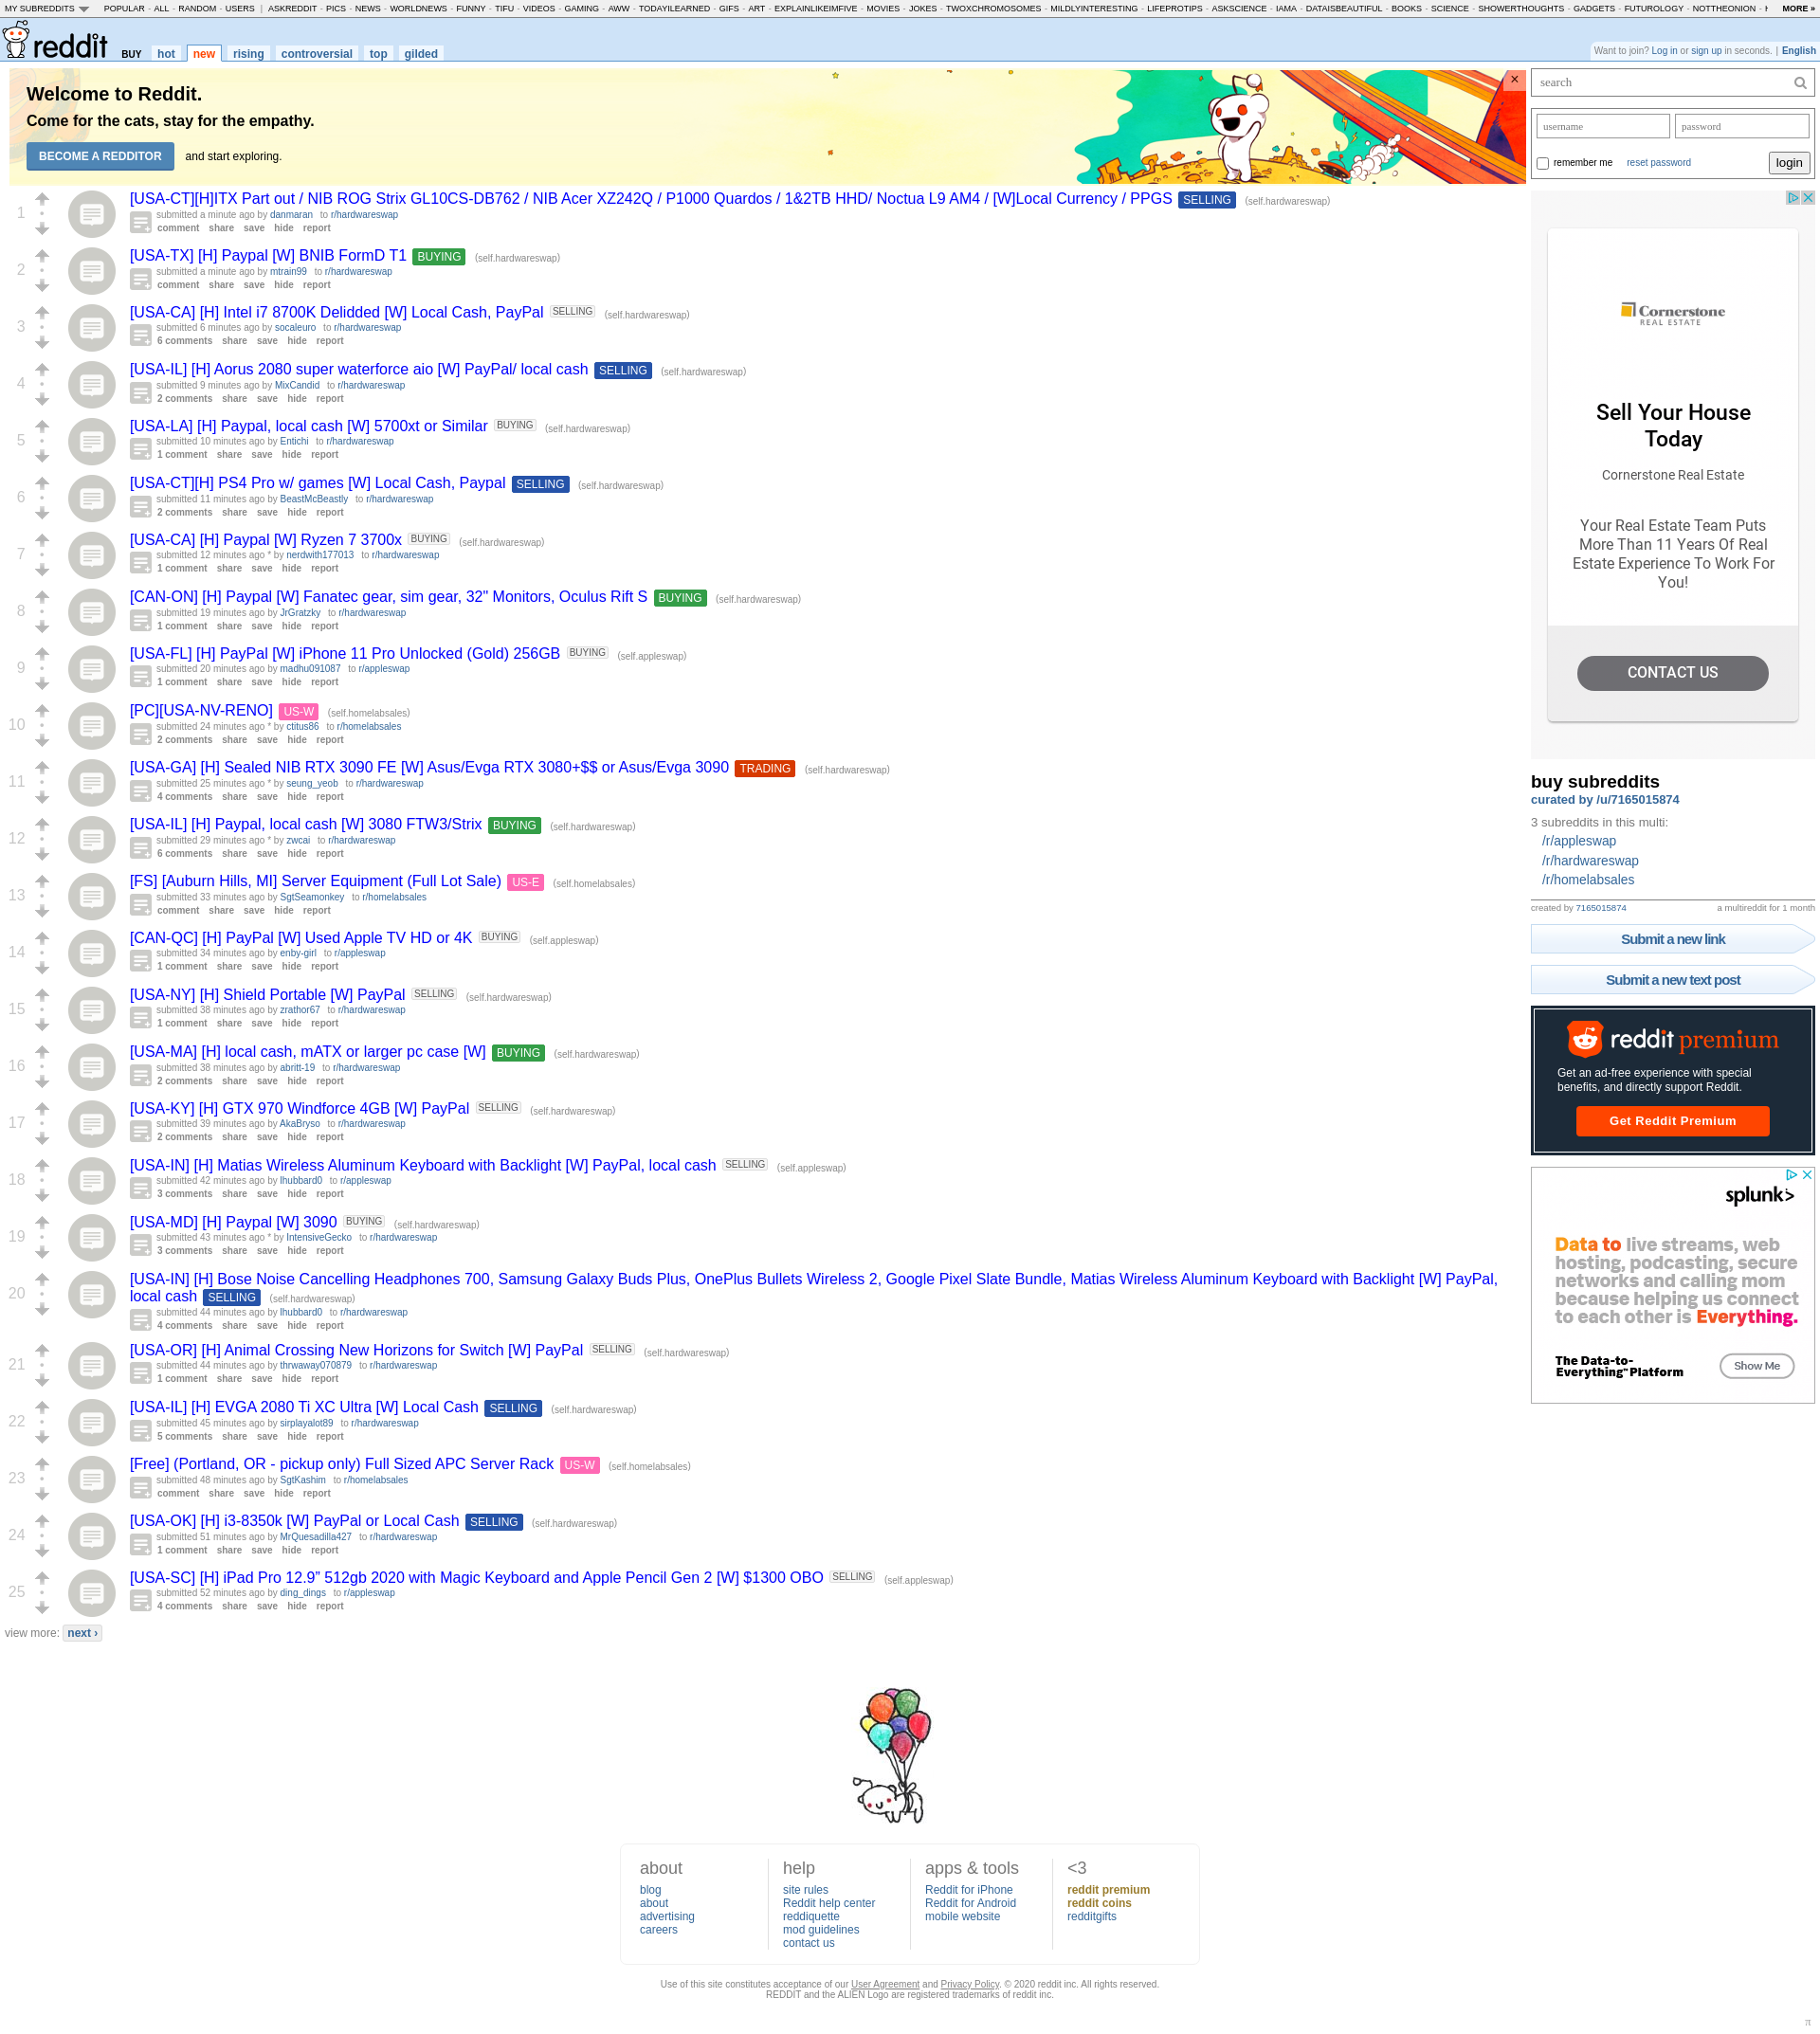 MY SUBREDDITS POPULAR - ALL - RANDOM - USERS | ASKREDDIT - PICS - NEWS - WORLDNEWS - FUNNY - TIFU - VIDEOS - GAMING - AWW - TODAYILEARNED - GIFS - ART - EXPLAINLIKEIMFIVE - MOVIES - JOKES - TWOXCHROMOSOMES - MILDLYINTERESTING - LIFEPROTIPS - ASKSCIENCE - IAMA - DATAISBEAUTIFUL - BOOKS - SCIENCE - SHOWERTHOUGHTS - GADGETS - FUTUROLOGY - NOTTHEONION - MORE »
reddit BUY hot new rising controversial top gilded
Want to join? Log in or sign up in seconds. | English
Welcome to Reddit.
Come for the cats, stay for the empathy.
BECOME A REDDITOR and start exploring.
×
1
[USA-CT][H]ITX Part out / NIB ROG Strix GL10CS-DB762 / NIB Acer XZ242Q / P1000 Quardos / 1&2TB HHD/ Noctua L9 AM4 / [W]Local Currency / PPGS SELLING (self.hardwareswap)
submitted a minute ago by danmaran to r/hardwareswap
comment share save hide report
2
[USA-TX] [H] Paypal [W] BNIB FormD T1 BUYING (self.hardwareswap)
submitted a minute ago by mtrain99 to r/hardwareswap
comment share save hide report
3
[USA-CA] [H] Intel i7 8700K Delidded [W] Local Cash, PayPal SELLING (self.hardwareswap)
submitted 6 minutes ago by socaleuro to r/hardwareswap
6 comments share save hide report
4
[USA-IL] [H] Aorus 2080 super waterforce aio [W] PayPal/ local cash SELLING (self.hardwareswap)
submitted 9 minutes ago by MixCandid to r/hardwareswap
2 comments share save hide report
5
[USA-LA] [H] Paypal, local cash [W] 5700xt or Similar BUYING (self.hardwareswap)
submitted 10 minutes ago by Entichi to r/hardwareswap
1 comment share save hide report
6
[USA-CT][H] PS4 Pro w/ games [W] Local Cash, Paypal SELLING (self.hardwareswap)
submitted 11 minutes ago by BeastMcBeastly to r/hardwareswap
2 comments share save hide report
7
[USA-CA] [H] Paypal [W] Ryzen 7 3700x BUYING (self.hardwareswap)
submitted 12 minutes ago * by nerdwith177013 to r/hardwareswap
1 comment share save hide report
8
[CAN-ON] [H] Paypal [W] Fanatec gear, sim gear, 32" Monitors, Oculus Rift S BUYING (self.hardwareswap)
submitted 19 minutes ago by JrGratzky to r/hardwareswap
1 comment share save hide report
9
[USA-FL] [H] PayPal [W] iPhone 11 Pro Unlocked (Gold) 256GB BUYING (self.appleswap)
submitted 20 minutes ago by madhu091087 to r/appleswap
1 comment share save hide report
10
[PC][USA-NV-RENO] US-W (self.homelabsales)
submitted 24 minutes ago * by ctitus86 to r/homelabsales
2 comments share save hide report
11
[USA-GA] [H] Sealed NIB RTX 3090 FE [W] Asus/Evga RTX 3080+$$ or Asus/Evga 3090 TRADING (self.hardwareswap)
submitted 25 minutes ago * by seung_yeob to r/hardwareswap
4 comments share save hide report
12
[USA-IL] [H] Paypal, local cash [W] 3080 FTW3/Strix BUYING (self.hardwareswap)
submitted 29 minutes ago * by zwcai to r/hardwareswap
6 comments share save hide report
13
[FS] [Auburn Hills, MI] Server Equipment (Full Lot Sale) US-E (self.homelabsales)
submitted 33 minutes ago by SgtSeamonkey to r/homelabsales
comment share save hide report
14
[CAN-QC] [H] PayPal [W] Used Apple TV HD or 4K BUYING (self.appleswap)
submitted 34 minutes ago by enby-girl to r/appleswap
1 comment share save hide report
15
[USA-NY] [H] Shield Portable [W] PayPal SELLING (self.hardwareswap)
submitted 38 minutes ago by zrathor67 to r/hardwareswap
1 comment share save hide report
16
[USA-MA] [H] local cash, mATX or larger pc case [W] BUYING (self.hardwareswap)
submitted 38 minutes ago by abritt-19 to r/hardwareswap
2 comments share save hide report
17
[USA-KY] [H] GTX 970 Windforce 4GB [W] PayPal SELLING (self.hardwareswap)
submitted 39 minutes ago by AkaBryso to r/hardwareswap
2 comments share save hide report
18
[USA-IN] [H] Matias Wireless Aluminum Keyboard with Backlight [W] PayPal, local cash SELLING (self.appleswap)
submitted 42 minutes ago by lhubbard0 to r/appleswap
3 comments share save hide report
19
[USA-MD] [H] Paypal [W] 3090 BUYING (self.hardwareswap)
submitted 43 minutes ago * by IntensiveGecko to r/hardwareswap
3 comments share save hide report
20
[USA-IN] [H] Bose Noise Cancelling Headphones 700, Samsung Galaxy Buds Plus, OnePlus Bullets Wireless 2, Google Pixel Slate Bundle, Matias Wireless Aluminum Keyboard with Backlight [W] PayPal,
local cash SELLING (self.hardwareswap)
submitted 44 minutes ago by lhubbard0 to r/hardwareswap
4 comments share save hide report
21
[USA-OR] [H] Animal Crossing New Horizons for Switch [W] PayPal SELLING (self.hardwareswap)
submitted 44 minutes ago by thrwaway070879 to r/hardwareswap
1 comment share save hide report
22
[USA-IL] [H] EVGA 2080 Ti XC Ultra [W] Local Cash SELLING (self.hardwareswap)
submitted 45 minutes ago by sirplayalot89 to r/hardwareswap
5 comments share save hide report
23
[Free] (Portland, OR - pickup only) Full Sized APC Server Rack US-W (self.homelabsales)
submitted 48 minutes ago by SgtKashim to r/homelabsales
comment share save hide report
24
[USA-OK] [H] i3-8350k [W] PayPal or Local Cash SELLING (self.hardwareswap)
submitted 51 minutes ago by MrQuesadilla427 to r/hardwareswap
1 comment share save hide report
25
[USA-SC] [H] iPad Pro 12.9” 512gb 2020 with Magic Keyboard and Apple Pencil Gen 2 [W] $1300 OBO SELLING (self.appleswap)
submitted 52 minutes ago by ding_dings to r/appleswap
4 comments share save hide report
view more: next ›
search
username password
remember me reset password login
Cornerstone
REAL ESTATE
Sell Your House
Today
Cornerstone Real Estate
Your Real Estate Team Puts
More Than 11 Years Of Real
Estate Experience To Work For
You!
CONTACT US
buy subreddits
curated by /u/7165015874
3 subreddits in this multi:
/r/appleswap
/r/hardwareswap
/r/homelabsales
created by 7165015874 a multireddit for 1 month
Submit a new link
Submit a new text post
reddit premium
Get an ad-free experience with special
benefits, and directly support Reddit.
Get Reddit Premium
splunk>
Data to live streams, web
hosting, podcasting, secure
networks and calling mom
because helping us connect
to each other is Everything.
The Data-to-
Everything™ Platform
Show Me
about
blog
about
advertising
careers
help
site rules
Reddit help center
reddiquette
mod guidelines
contact us
apps & tools
Reddit for iPhone
Reddit for Android
mobile website
<3
reddit premium
reddit coins
redditgifts
Use of this site constitutes acceptance of our User Agreement and Privacy Policy. © 2020 reddit inc. All rights reserved.
REDDIT and the ALIEN Logo are registered trademarks of reddit inc.
π